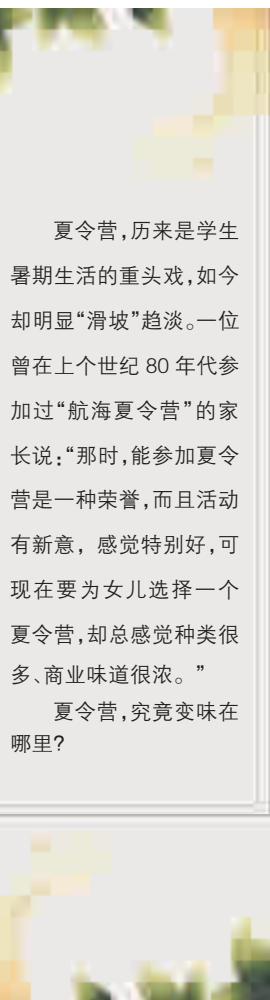 夏令营,历来是学生
暑期生活的重头戏,如今
却明显“滑坡”趋淡。一位
曾在上个世纪 80 年代参
加过“航海夏令营”的家
长说:“那时,能参加夏令
营是一种荣誉,而且活动
有新意，感觉特别好,可
现在要为女儿选择一个
夏令营,却总感觉种类很
多、商业味道很浓。”
夏令营,究竟变味在
哪里?